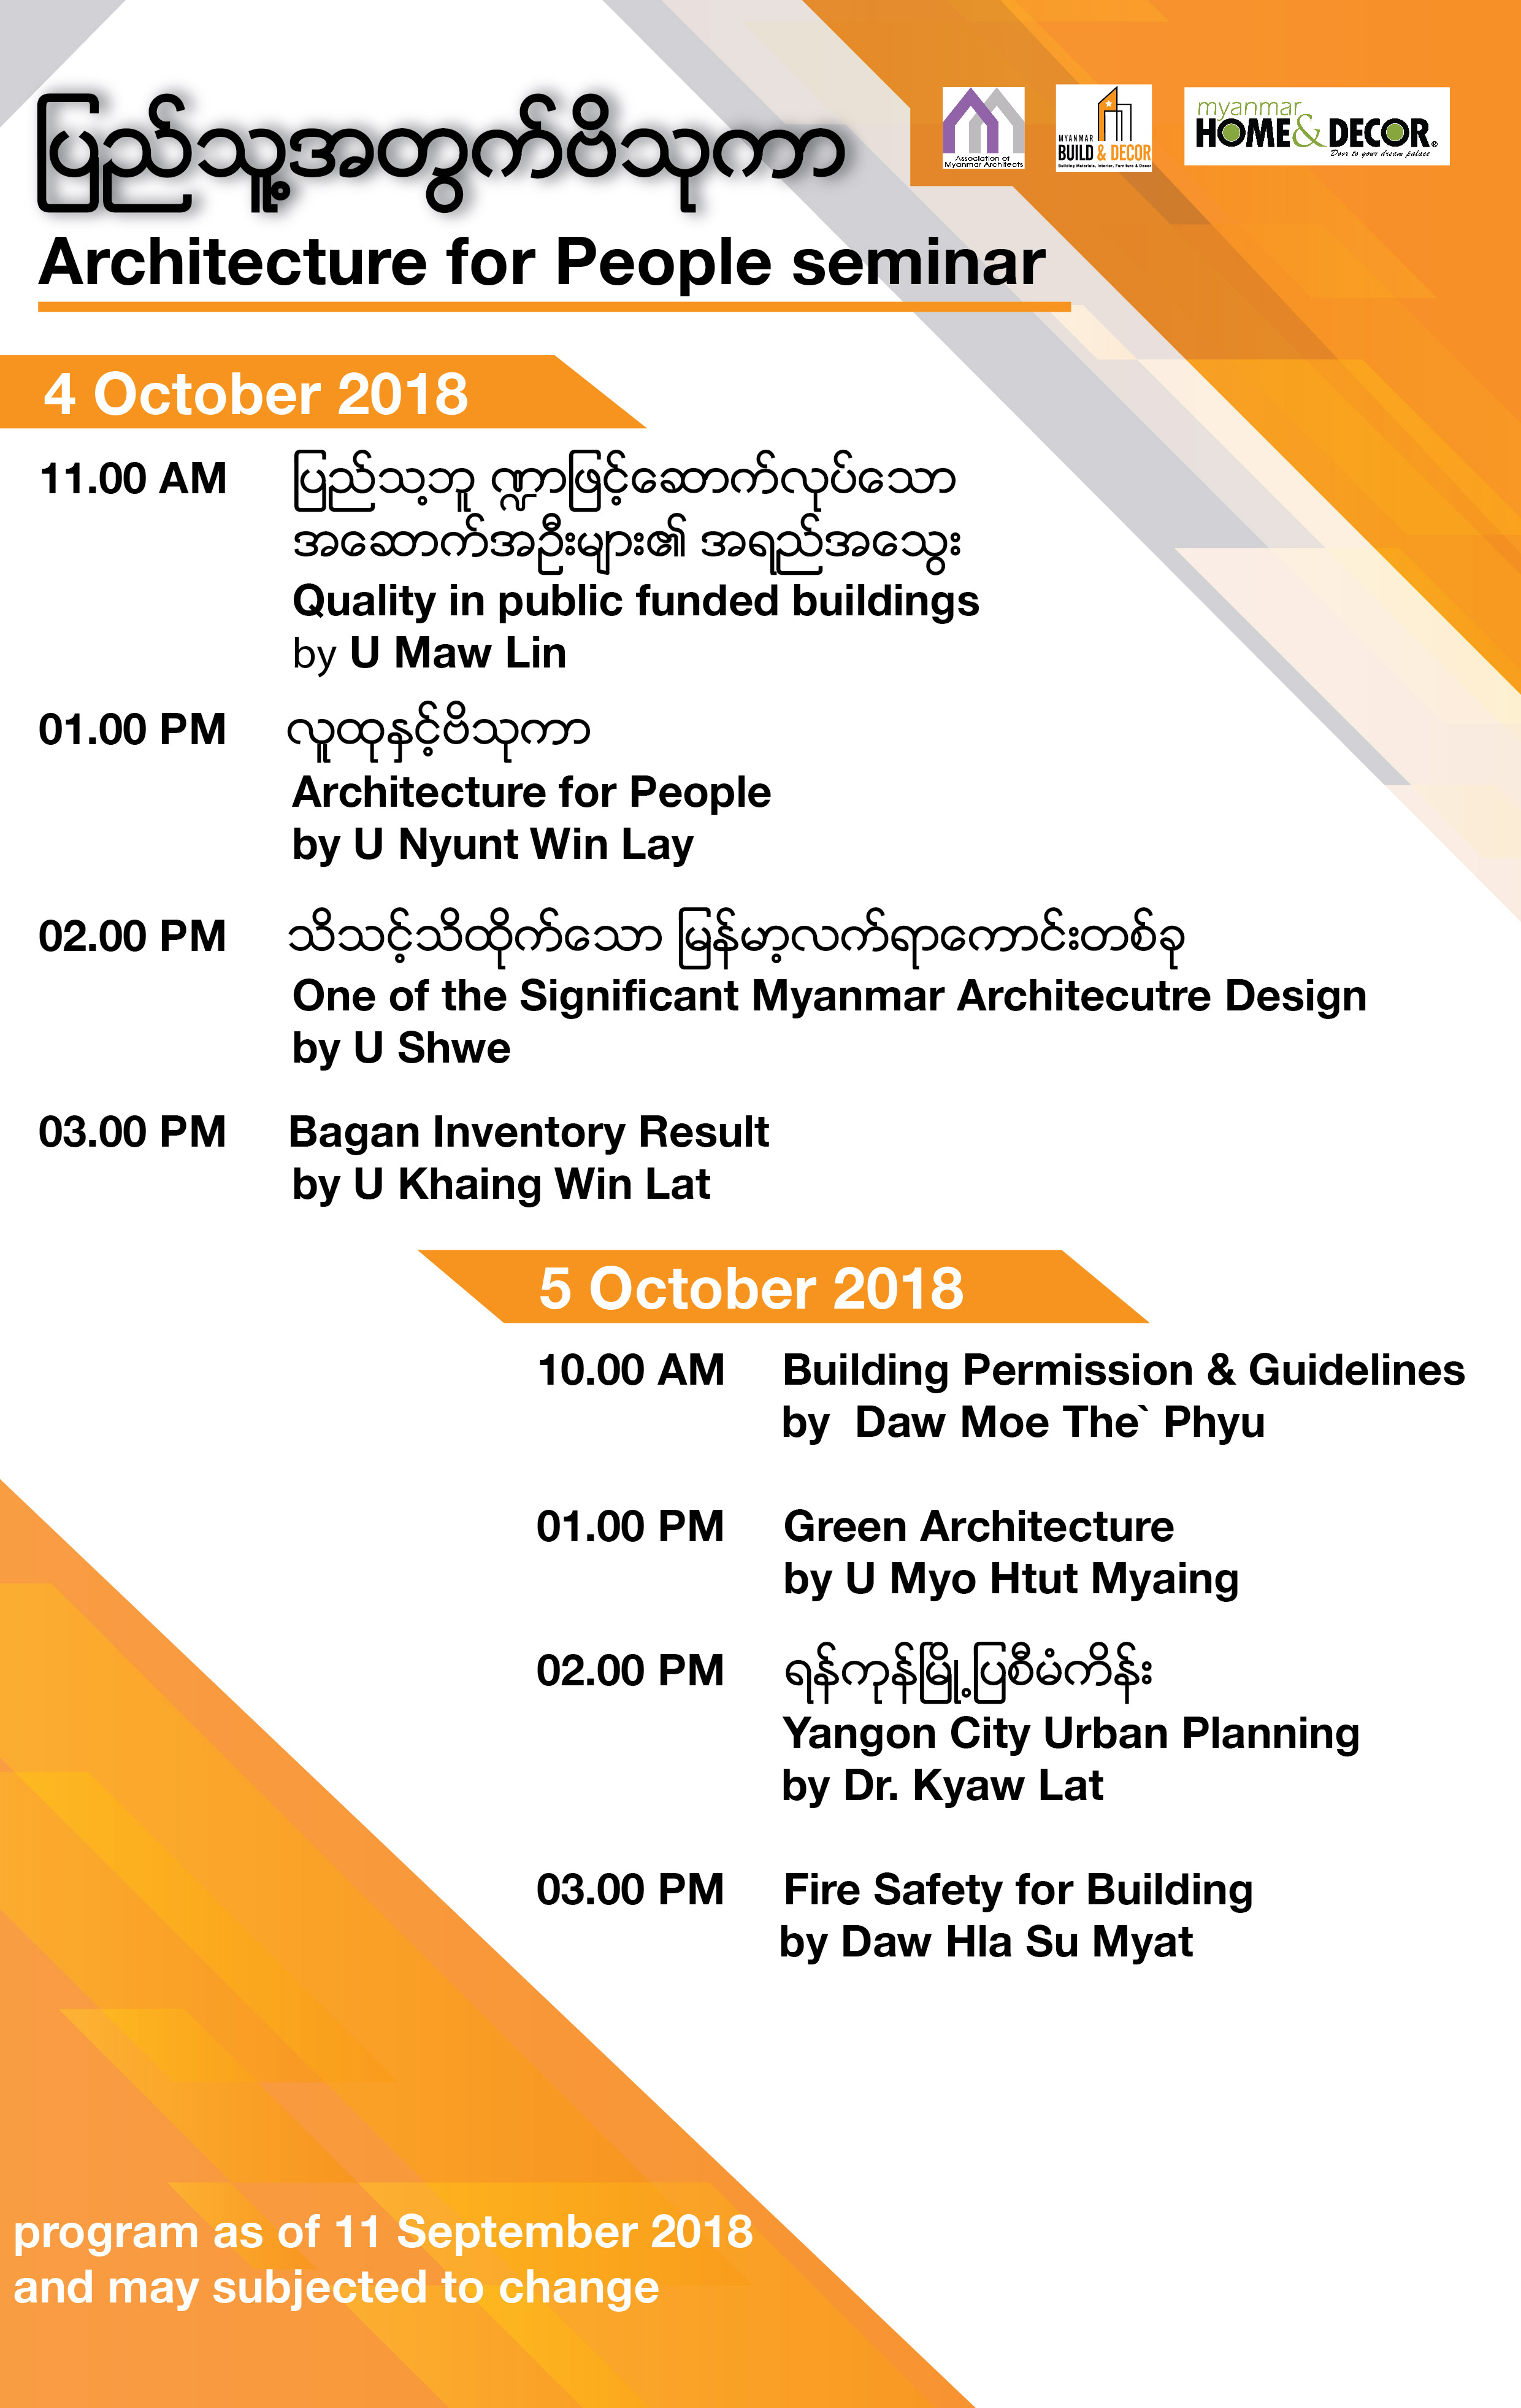 ပြည်သူ့အတွက်ဗိသုကာ
Association of
Myanmar Architects
MYANMAR
BUILD & DECOR
Building Materials, Interior, Furniture & Decor
myanmar
HOME & DECOR®
Door to your dream palace
Architecture for People seminar
4 October 2018
11.00 AM ပြည်သ့ဘူ ဏ္ဍာဖြင့်ဆောက်လုပ်သော
အဆောက်အဦးများ၏ အရည်အသွေး
Quality in public funded buildings
by U Maw Lin
01.00 PM လူထုနှင့်ဗိသုကာ
Architecture for People
by U Nyunt Win Lay
02.00 PM သိသင့်သိထိုက်သော မြန်မာ့လက်ရာကောင်းတစ်ခု
One of the Significant Myanmar Architecutre Design
by U Shwe
03.00 PM Bagan Inventory Result
by U Khaing Win Lat
5 October 2018
10.00 AM Building Permission & Guidelines
by Daw Moe The` Phyu
01.00 PM Green Architecture
by U Myo Htut Myaing
02.00 PM ရန်ကုန်မြို့ပြစီမံကိန်း
Yangon City Urban Planning
by Dr. Kyaw Lat
03.00 PM Fire Safety for Building
by Daw Hla Su Myat
program as of 11 September 2018
and may subjected to change